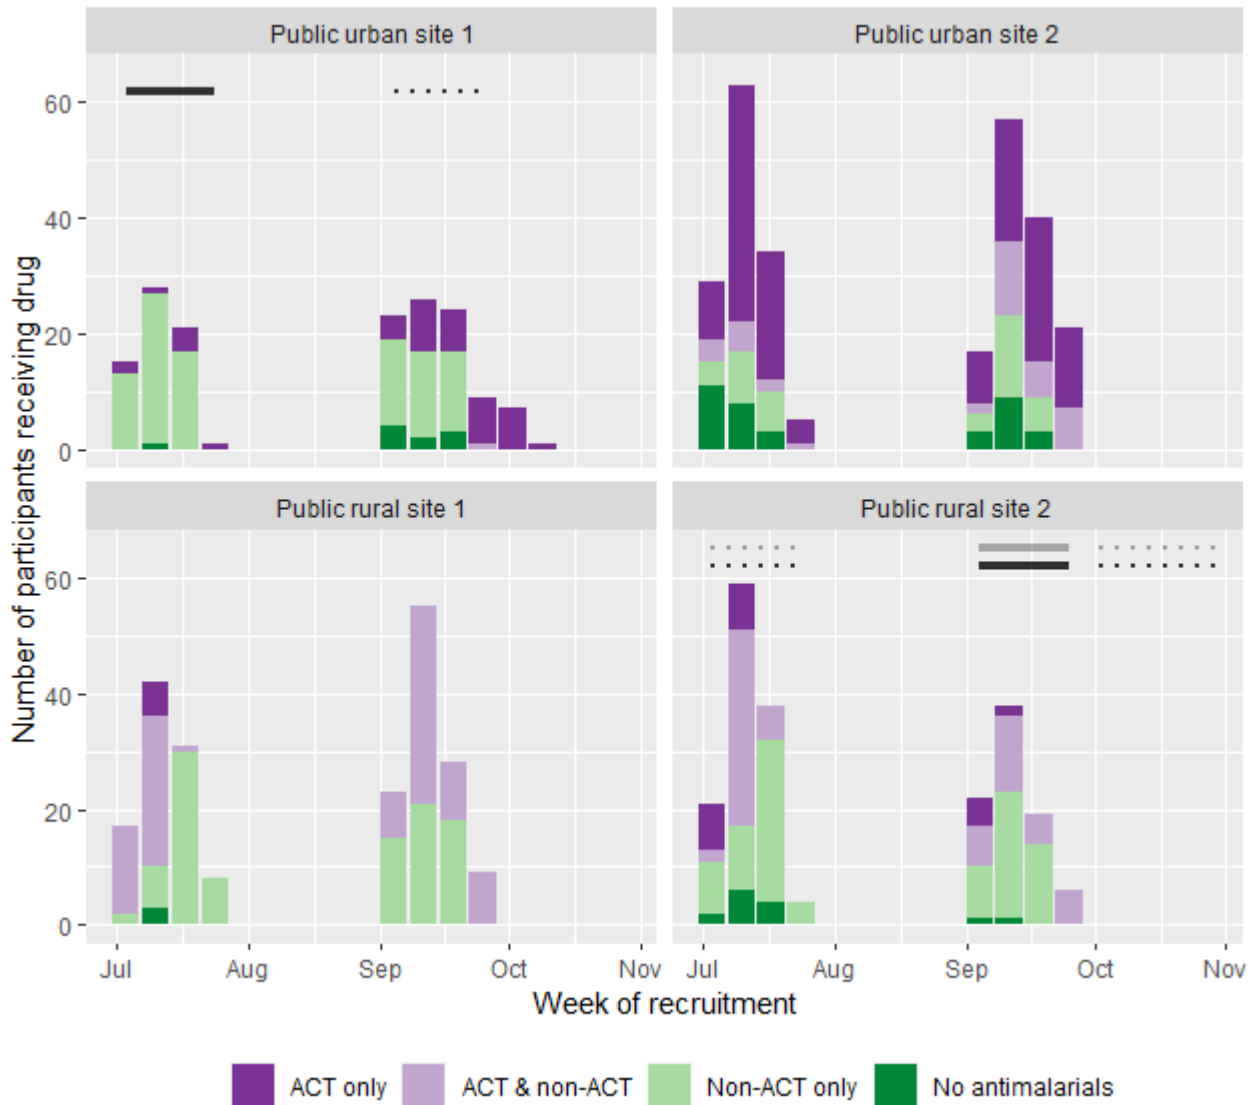 Public urban site 1
Public urban site 2
60
40
20
0
Public rural site 1
Public rural site 2
60
40
20
0
Number of participants receiving drug
Jul Aug Sep Oct Nov Jul Aug Sep Oct Nov
Week of recruitment
ACT only ACT & non-ACT Non-ACT only No antimalarials